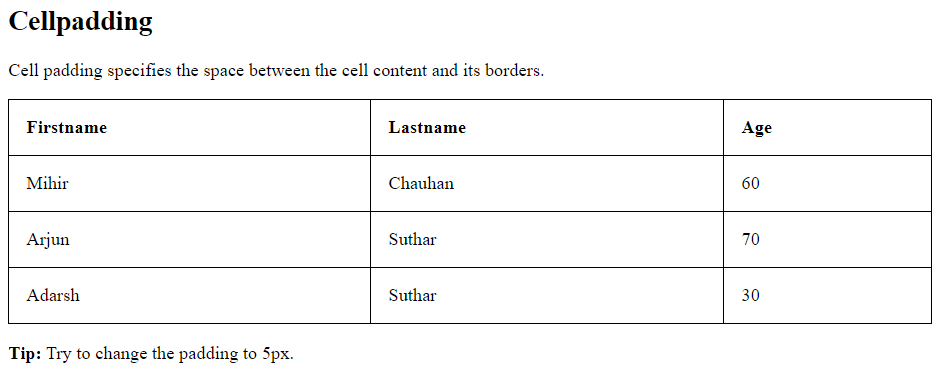 Cellpadding
Cell padding specifies the space between the cell content and its borders.
Firstname Lastname Age
Mihir Chauhan 60
Arjun Suthar 70
Adarsh Suthar 30
Tip: Try to change the padding to 5px.